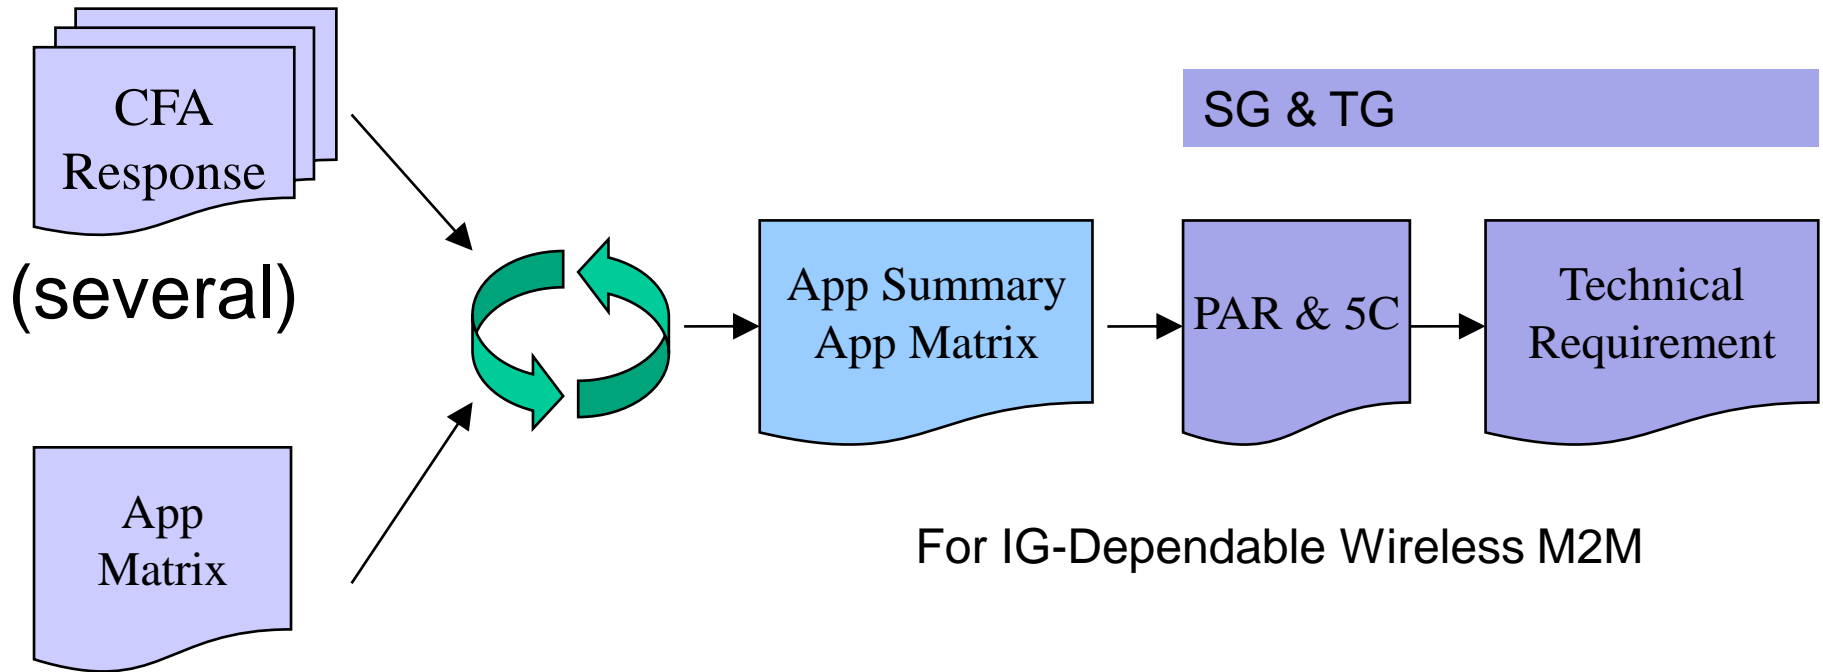 CFA
Response
(several)
App
Matrix
App Summary
App Matrix
SG & TG
PAR & 5C
Technical
Requirement
For IG-Dependable Wireless M2M